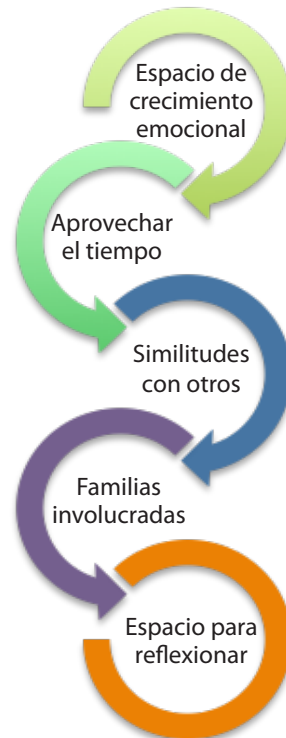 Espacio de
crecimiento
emocional
Aprovechar
el tiempo
Similitudes
con otros
Familias
involucradas
Espacio para
reflexionar